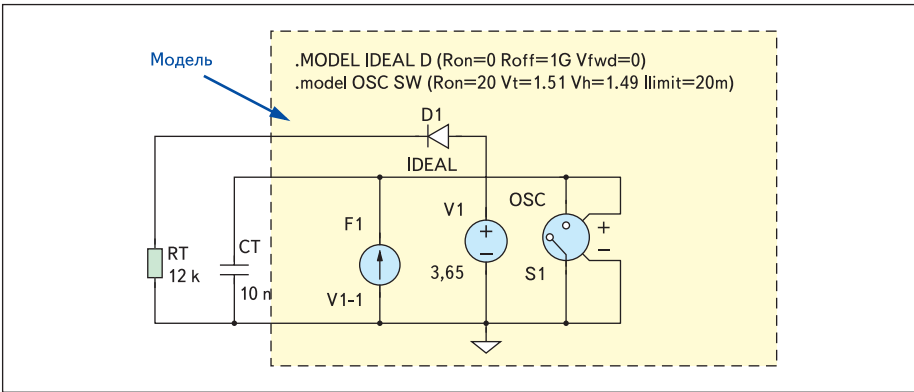 Модель
.MODEL IDEAL D (Ron=0 Roff=1G Vfwd=0)
.model OSC SW (Ron=20 Vt=1.51 Vh=1.49 Ilimit=20m)
D1
IDEAL
V1
OSC
F1
+
+
CT
RT
12 k
−
−
3,65
S1
10 n
V1-1